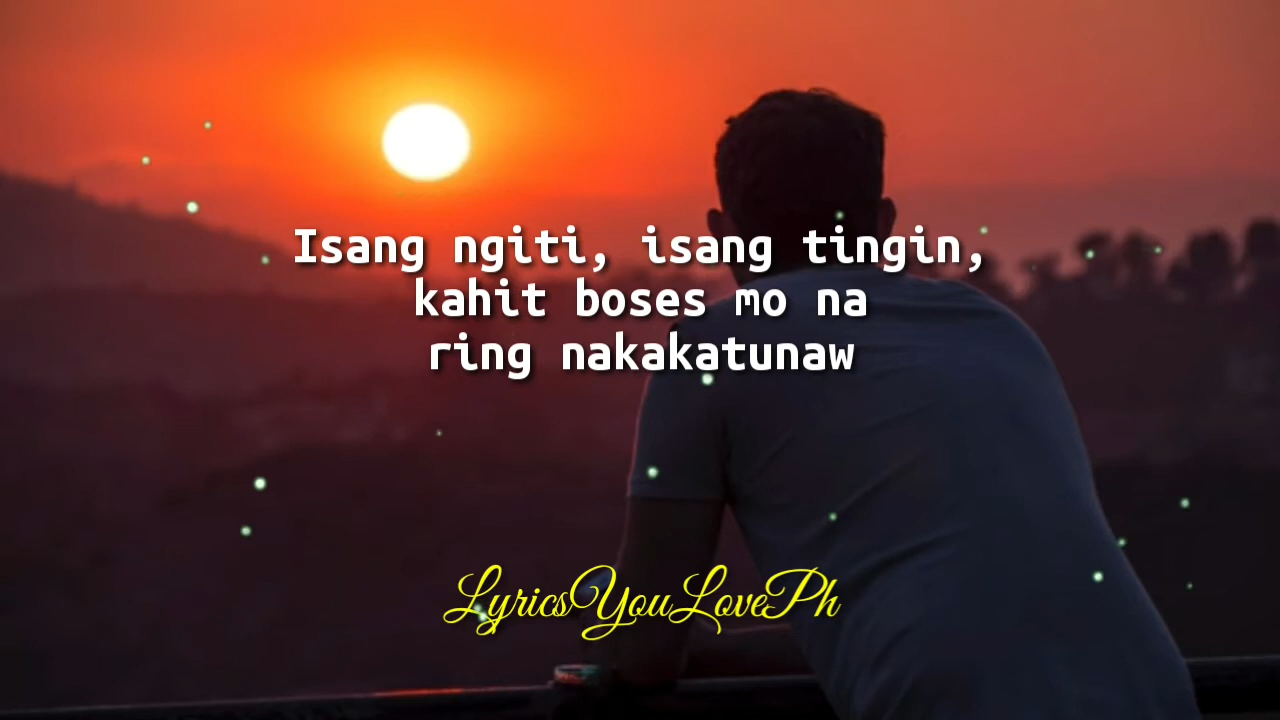 Isang ngiti, isang tingin,
kahit boses mo na
ring nakakatunaw
LyricsYouLovePh